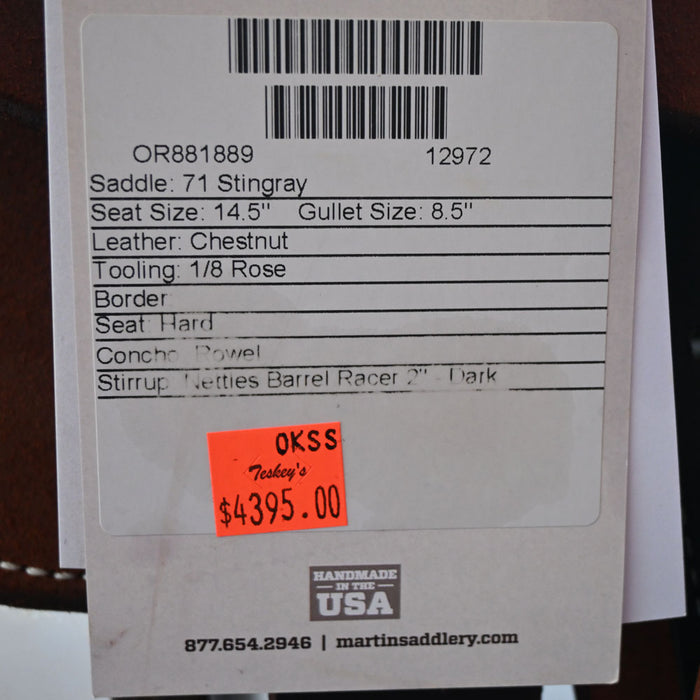 OR881889 12972
Saddle: 71 Stingray
Seat Size: 14.5" Gullet Size: 8.5"
Leather: Chestnut
Tooling: 1/8 Rose
Border
Seat: Hard
Concho Rowel
Stirrup Netties Barrel Racer 2" - Dark
OKSS
Teskey's
$4395.00
HANDMADE
IN THE
USA
877.654.2946 | martinsaddlery.com